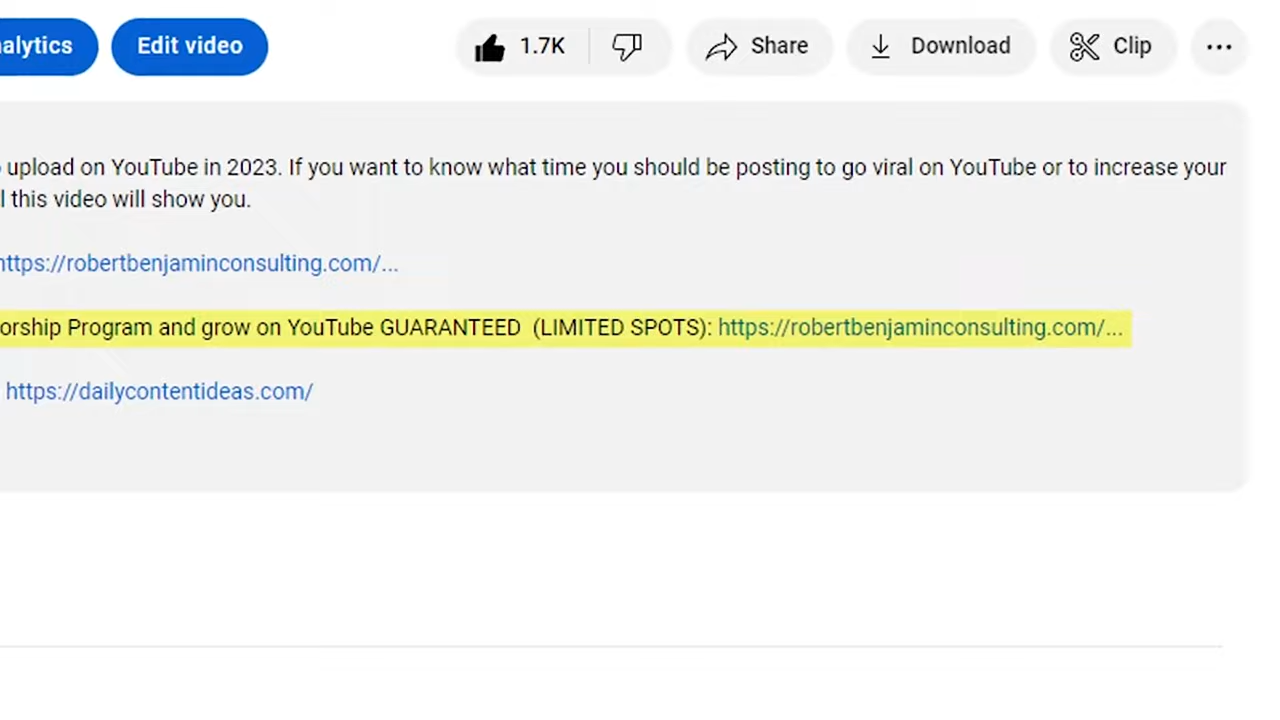 alytics Edit video 1.7K Share Download Clip ...
upload on YouTube in 2023. If you want to know what time you should be posting to go viral on YouTube or to increase your
l this video will show you.
https://robertbenjaminconsulting.com/...
orship Program and grow on YouTube GUARANTEED (LIMITED SPOTS): https://robertbenjaminconsulting.com/...
https://dailycontentideas.com/